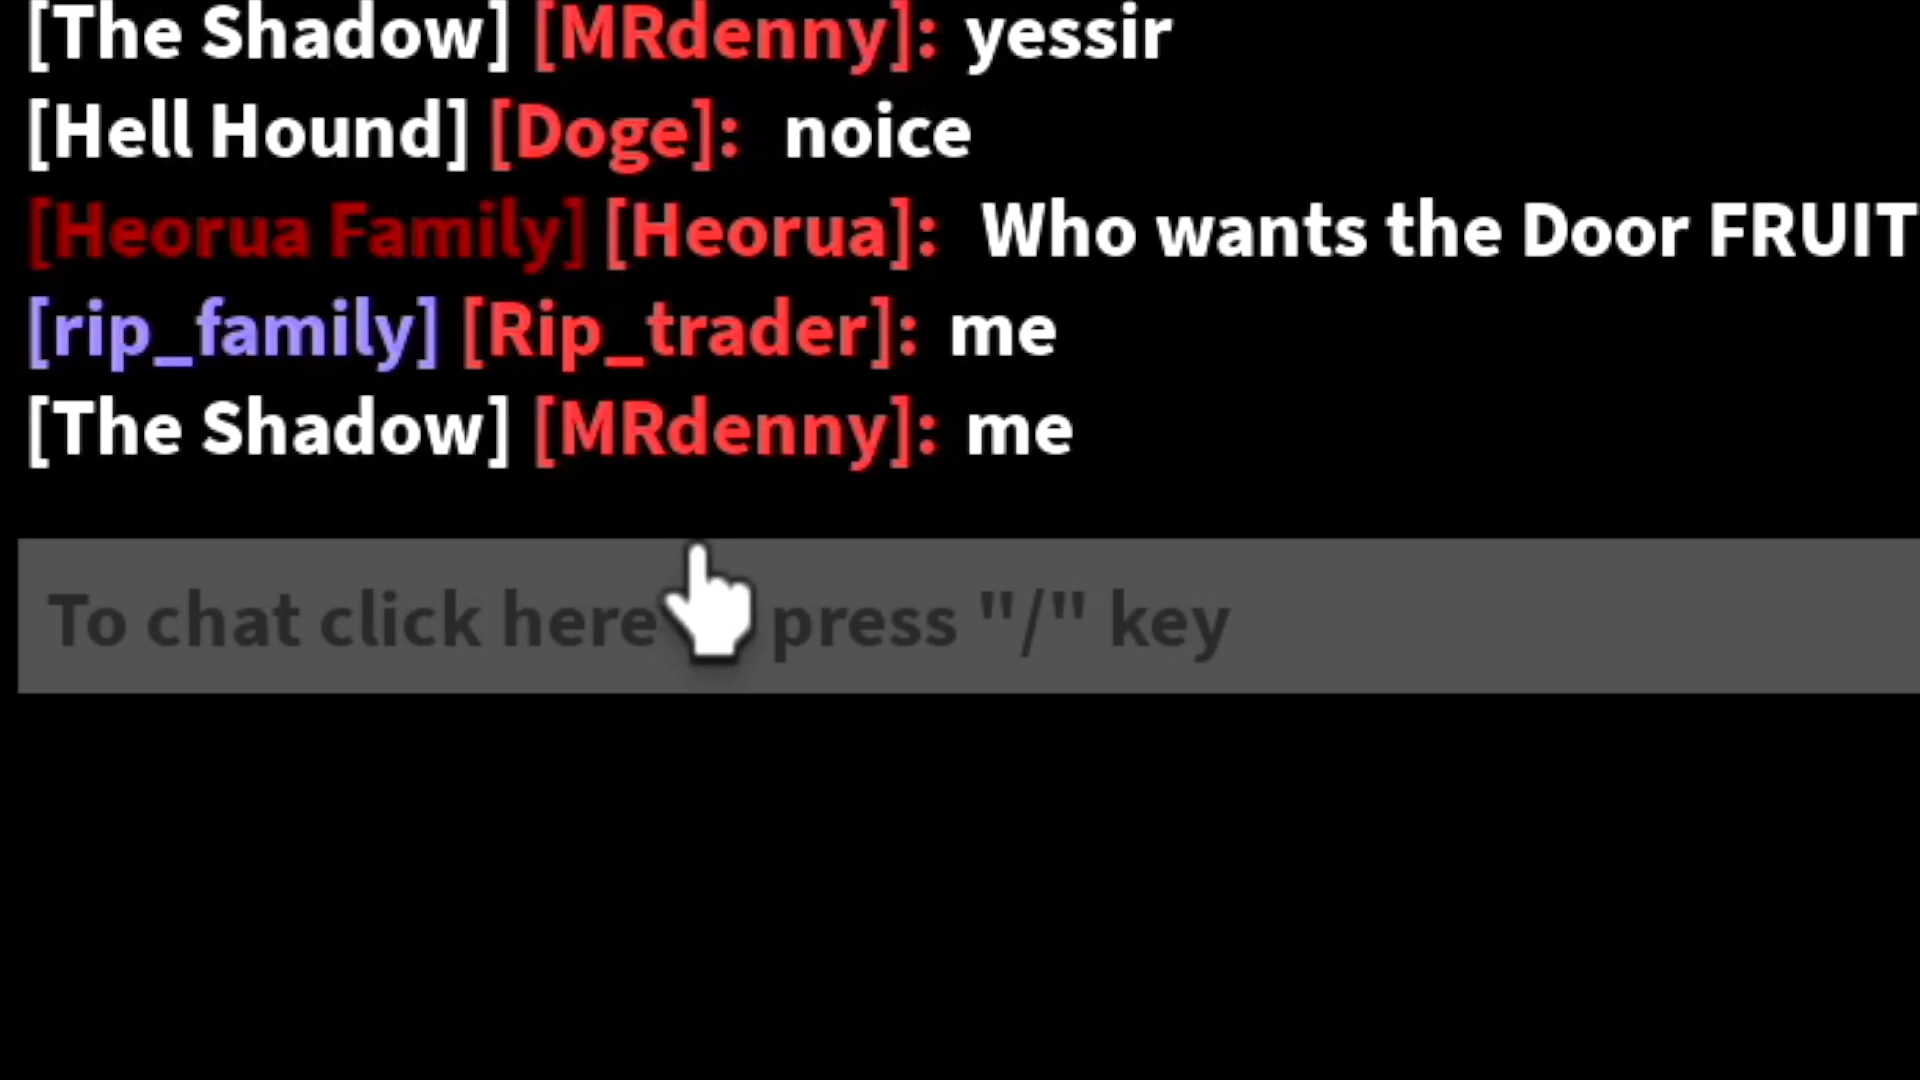 [The Shadow] [MRdenny]: yessir
[Hell Hound] [Doge]: noice
[Heorua Family] [Heorua]: Who wants the Door FRUIT
[rip_family] [Rip_trader]: me
[The Shadow] [MRdenny]: me
To chat click here press "/" key